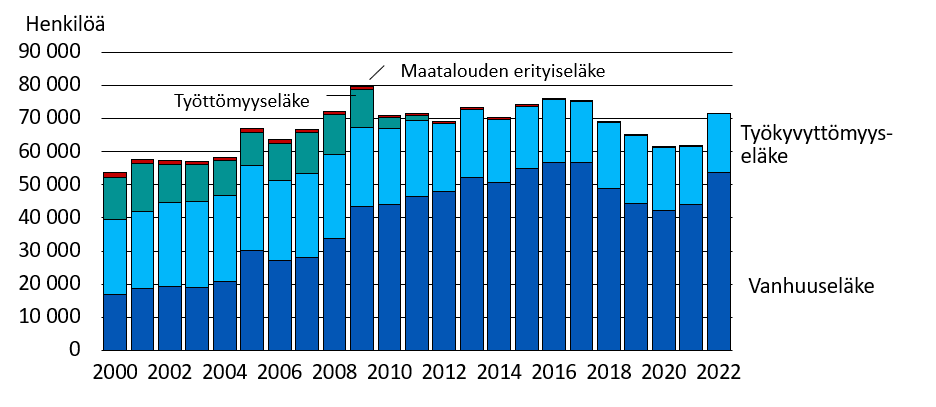 Henkilöä
90 000
80 000
70 000
60 000
50 000
40 000
30 000
20 000
10 000
0
Maatalouden erityiseläke
Työttömyyseläke
Työkyvyttömyys-
eläke
Vanhuuseläke
2000 2002 2004 2006 2008 2010 2012 2014 2016 2018 2020 2022